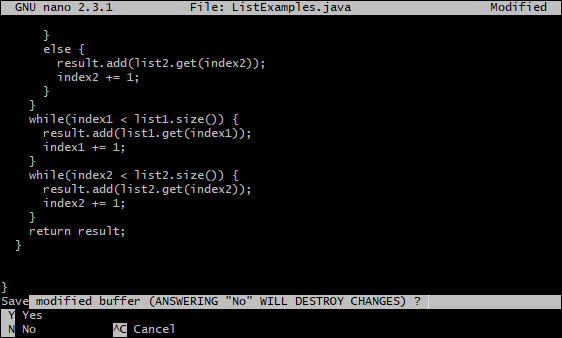 GNU nano 2.3.1 File: ListExamples.java Modified
}
else {
result.add(list2.get(index2));
index2 += 1;
}
}
while(index1 < list1.size()) {
result.add(list1.get(index1));
index1 += 1;
}
while(index2 < list2.size()) {
result.add(list2.get(index2));
index2 += 1;
}
return result;
}
}
Save modified buffer (ANSWERING "No" WILL DESTROY CHANGES) ?
Y Yes
N No ^C Cancel